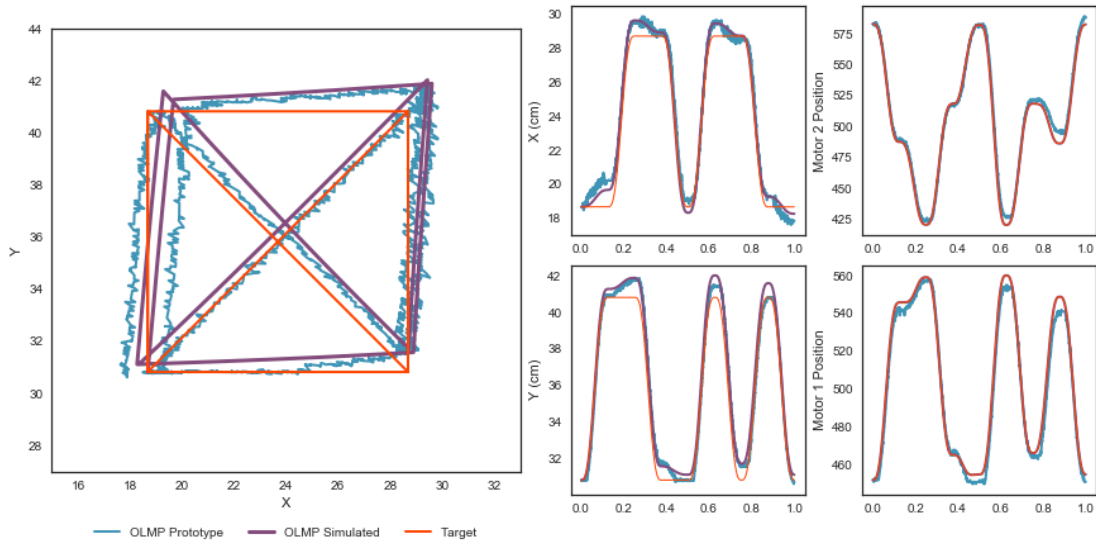 44
42
40
38
36
34
32
30
28
Y
16 18 20 22 24 26 28 30 32
X
OLMP Prototype OLMP Simulated Target
30
28
26
24
22
20
18
X (cm)
0.0 0.2 0.4 0.6 0.8 1.0
575
550
525
500
475
450
425
Motor 2 Position
0.0 0.2 0.4 0.6 0.8 1.0
42
40
38
36
34
32
Y (cm)
0.0 0.2 0.4 0.6 0.8 1.0
560
540
520
500
480
460
Motor 1 Position
0.0 0.2 0.4 0.6 0.8 1.0